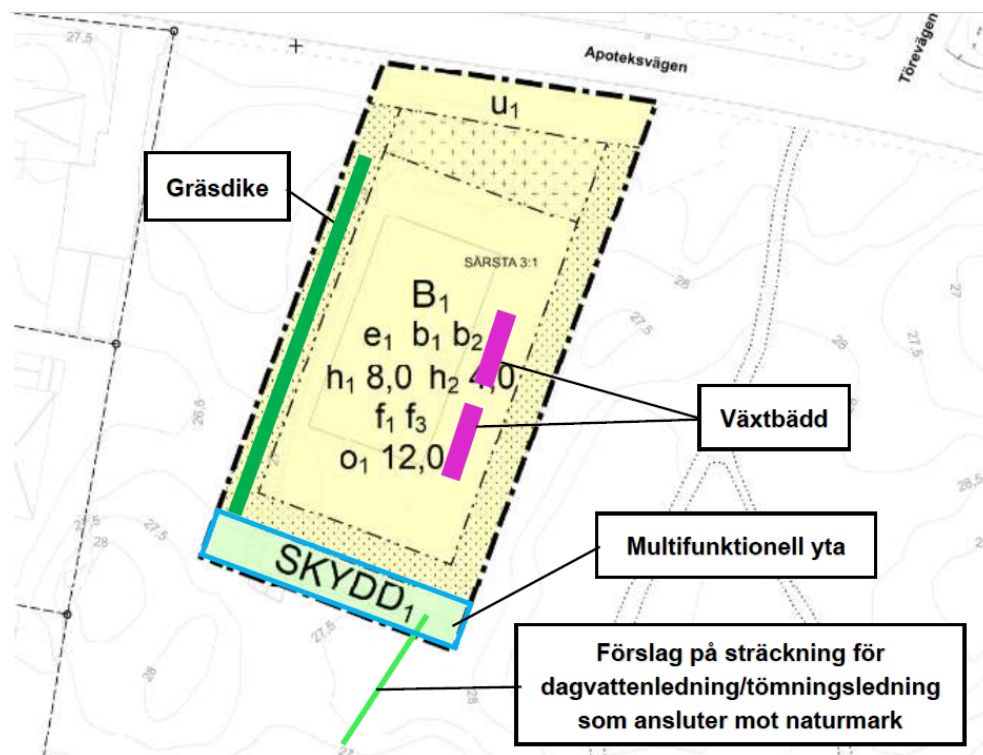 27,5
Apoteksvägen
Törevägen
u₁
Gräsdike
SÄRSTA 3:1
28
27,5
27
28
B₁
e₁ b₁ b₂
h₁ 8,0 h₂ 4,0
f₁ f₃
o₁ 12,0
26,5
Växtbädd
28,5
27,5
28
SKYDD₁
Multifunktionell yta
27,5
28
28
Förslag på sträckning för
dagvattenledning/tömningsledning
som ansluter mot naturmark
27